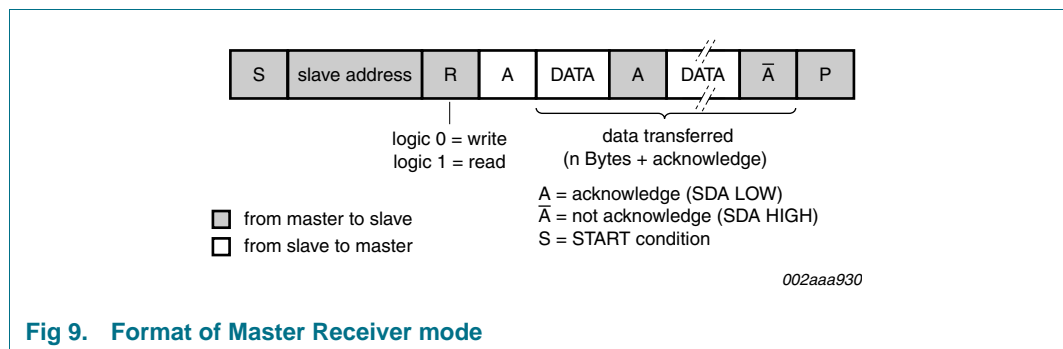 S slave address R A DATA A DATA A̅ P
logic 0 = write
logic 1 = read
data transferred
(n Bytes + acknowledge)
A = acknowledge (SDA LOW)
A̅ = not acknowledge (SDA HIGH)
S = START condition
from master to slave
from slave to master
002aaa930
Fig 9. Format of Master Receiver mode